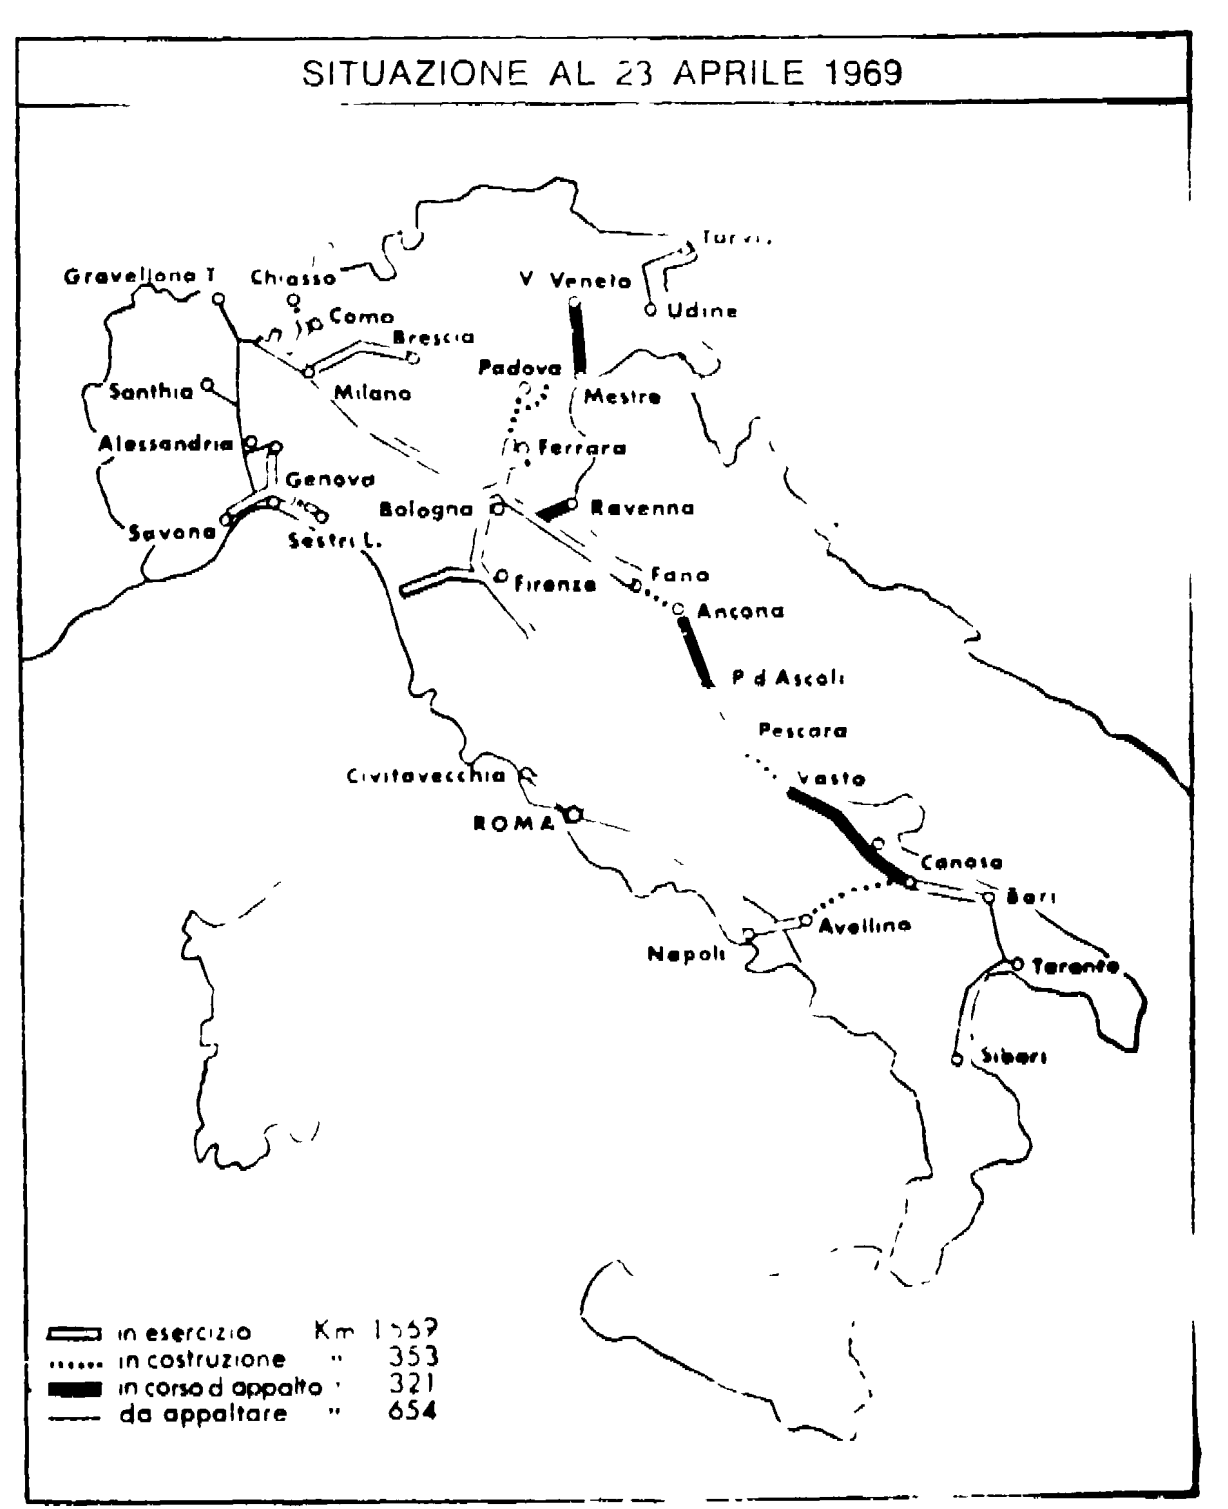 SITUAZIONE AL 23 APRILE 1969
Gravellona T
Chiasso
V Veneto
Udine
Como
Brescia
Padova
Milano
Mestre
Santhia
Alessandria
Ferrara
Genova
Bologna
Ravenna
Savona
Sestri L.
Firenze
Fano
Ancona
P d Ascoli
Pescara
Vasto
Civitavecchia
ROMA
Canosa
Bari
Avellino
Napoli
Taranto
Sibari
in esercizio Km
in costruzione " 353
in corso d appalto ' 321
da appaltare " 654